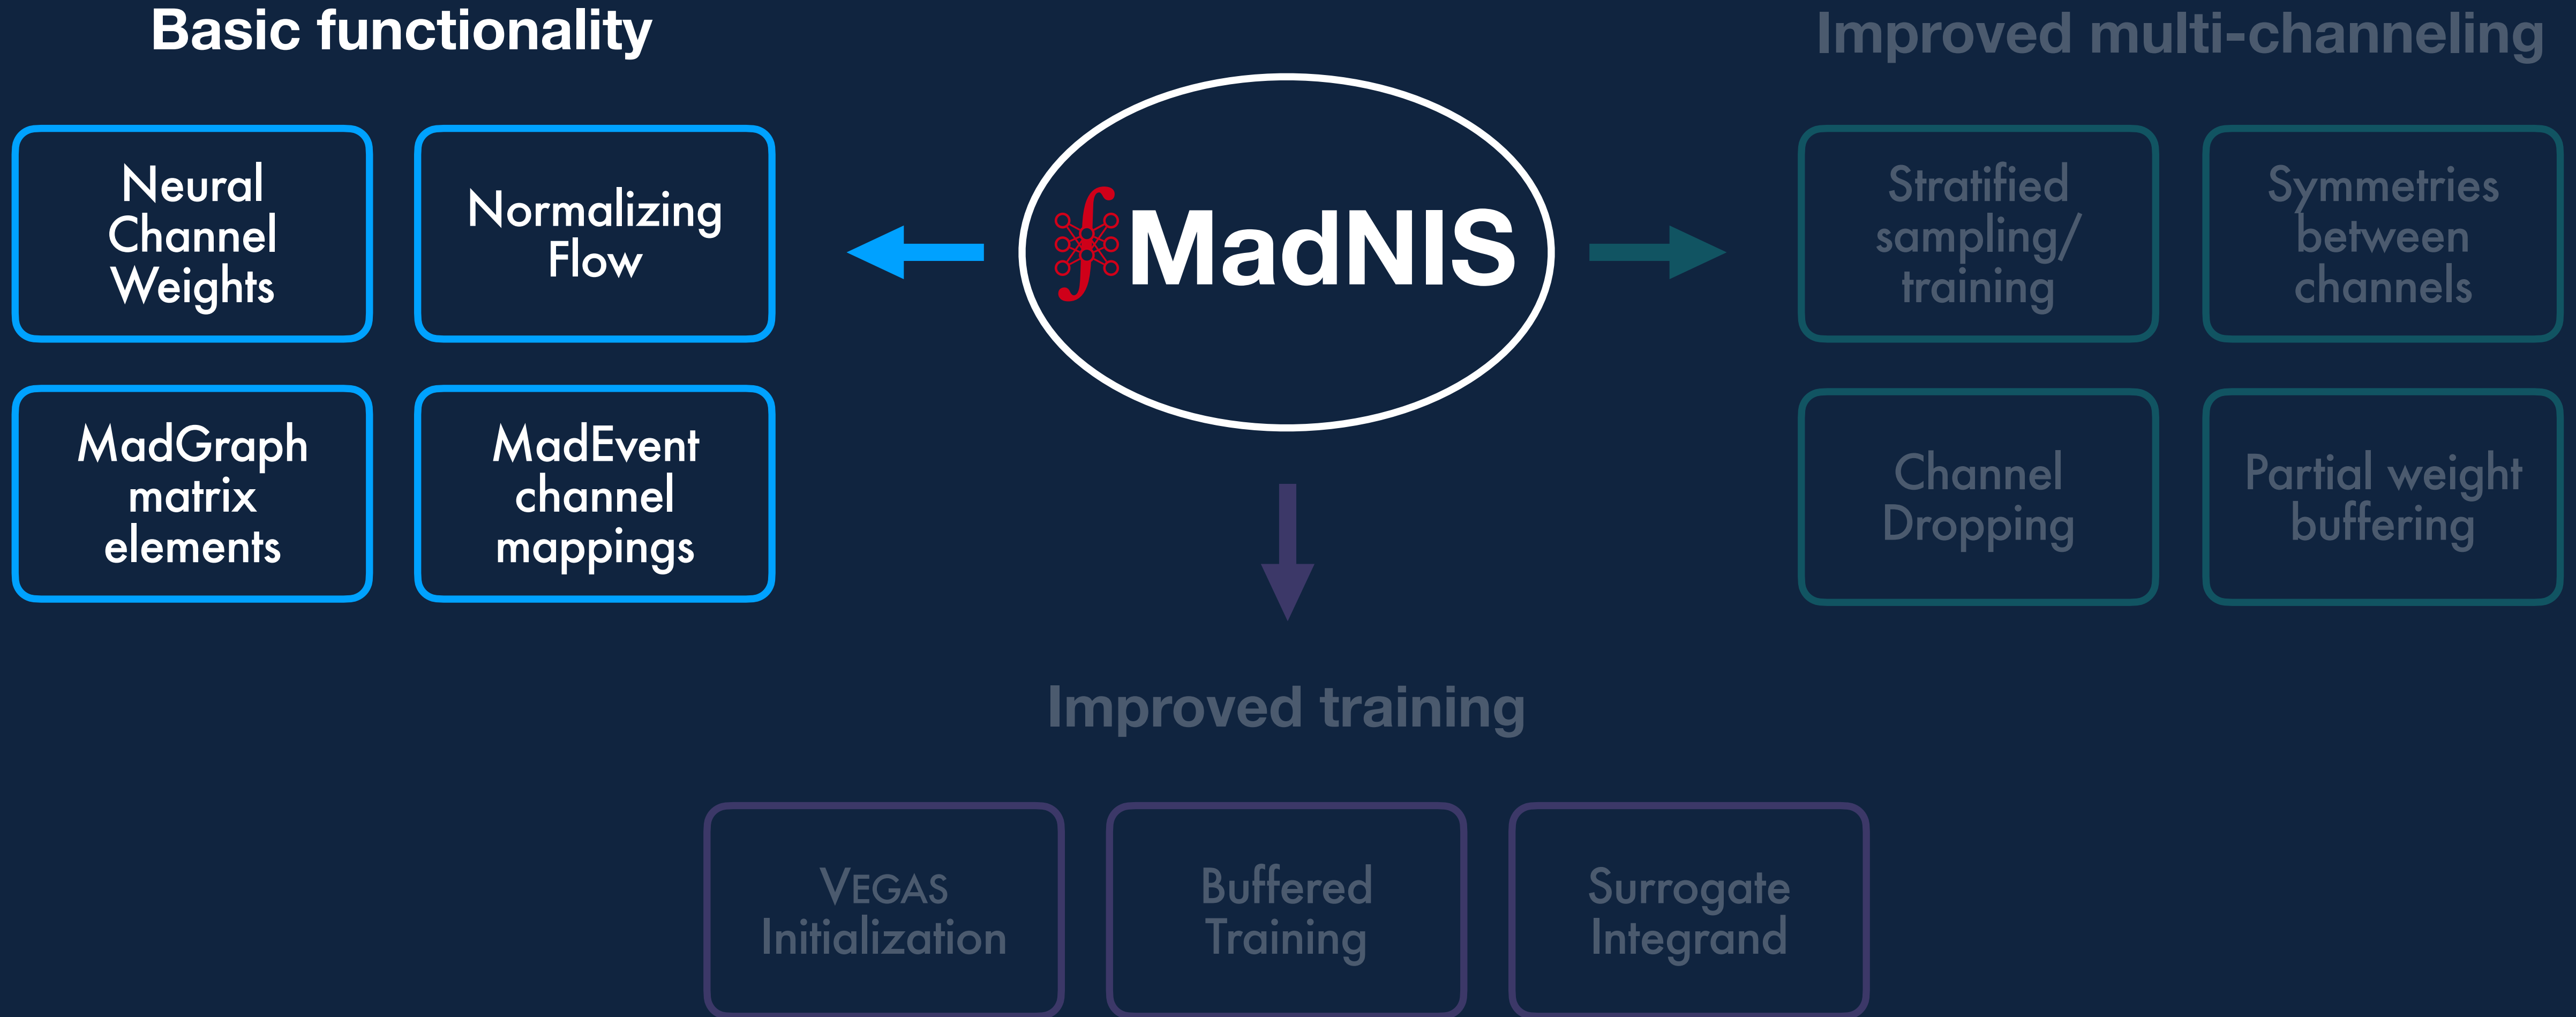 Basic functionality
Neural
Channel
Weights
Normalizing
Flow
MadGraph
matrix
elements
MadEvent
channel
mappings
MadNIS
Improved multi-channeling
Stratified
sampling/
training
Symmetries
between
channels
Channel
Dropping
Partial weight
buffering
Improved training
VEGAS
Initialization
Buffered
Training
Surrogate
Integrand